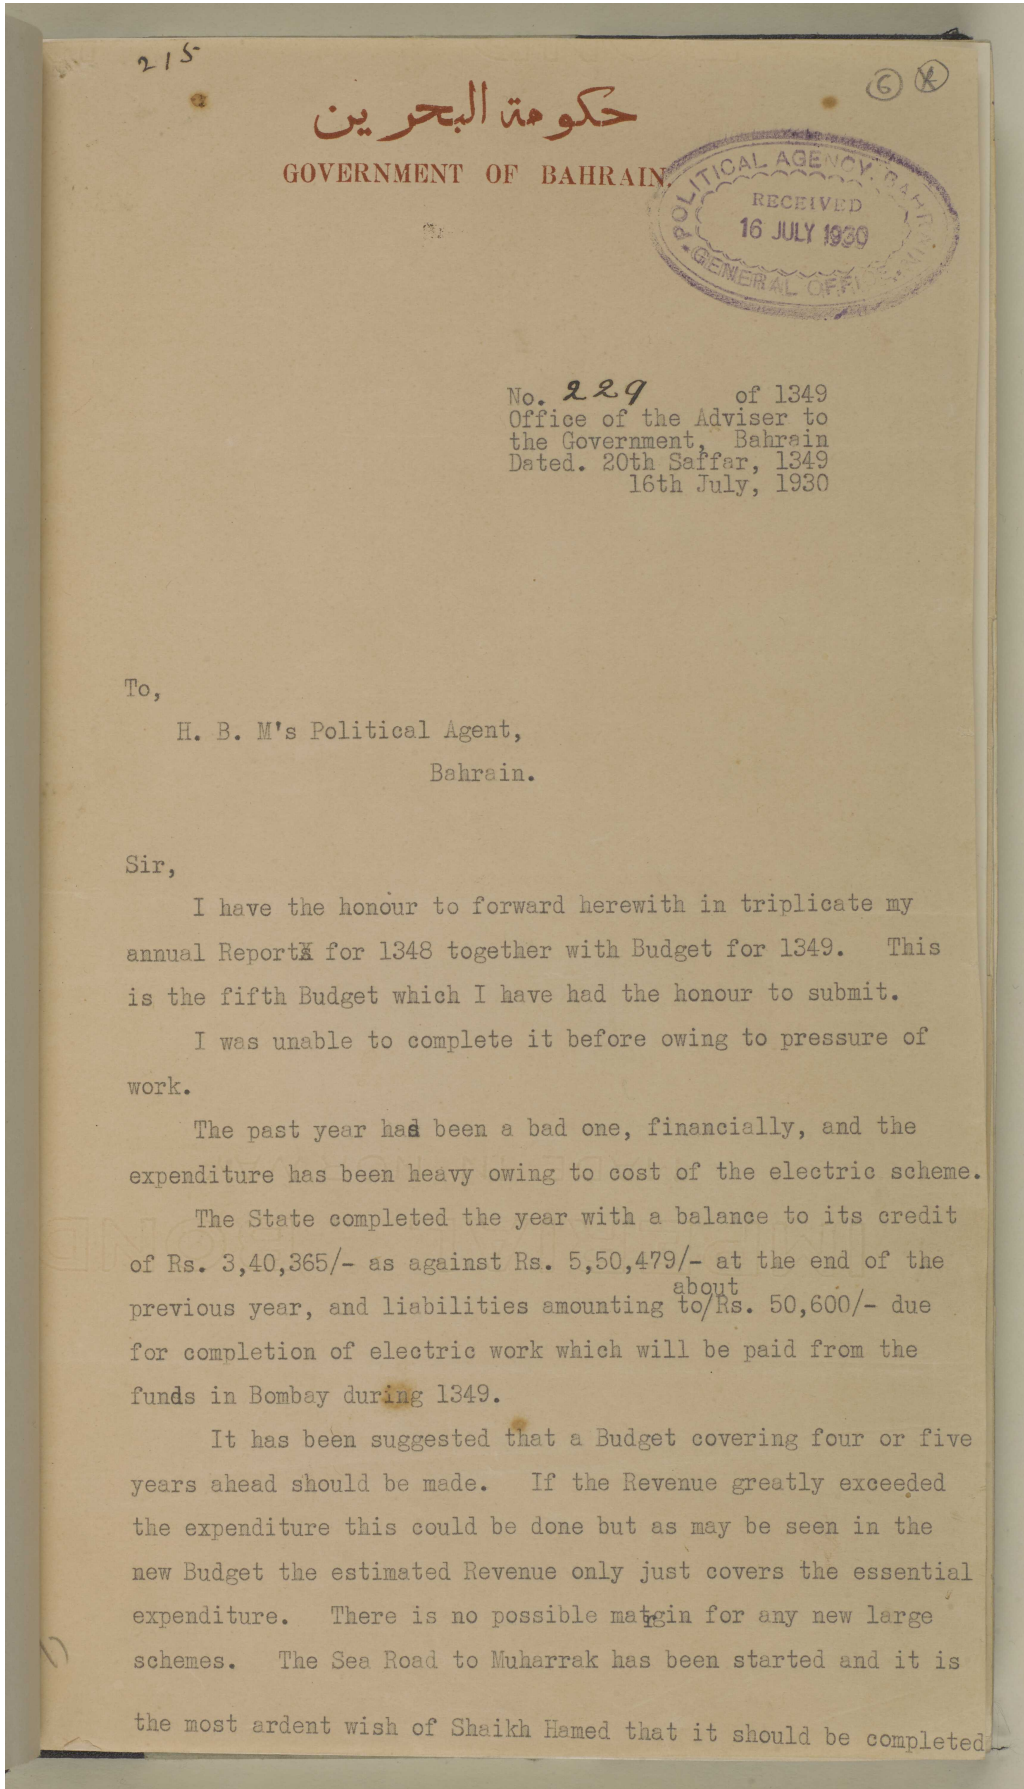 215
6
حكومة البحرين
GOVERNMENT OF BAHRAIN.
POLITICAL AGENCY, BAHRAIN.
RECEIVED
16 JULY 1930
GENERAL OFFICE.
No. 229 of 1349
Office of the Adviser to
the Government, Bahrain
Dated. 20th Saffar, 1349
16th July, 1930
To,
H. B. M's Political Agent,
Bahrain.
Sir,
I have the honour to forward herewith in triplicate my
annual Report for 1348 together with Budget for 1349. This
is the fifth Budget which I have had the honour to submit.
I was unable to complete it before owing to pressure of
work.
The past year has been a bad one, financially, and the
expenditure has been heavy owing to cost of the electric scheme.
The State completed the year with a balance to its credit
of Rs. 3,40,365/- as against Rs. 5,50,479/- at the end of the
about
previous year, and liabilities amounting to/Rs. 50,600/- due
for completion of electric work which will be paid from the
funds in Bombay during 1349.
It has been suggested that a Budget covering four or five
years ahead should be made. If the Revenue greatly exceeded
the expenditure this could be done but as may be seen in the
new Budget the estimated Revenue only just covers the essential
expenditure. There is no possible margin for any new large
schemes. The Sea Road to Muharrak has been started and it is
the most ardent wish of Shaikh Hamed that it should be completed